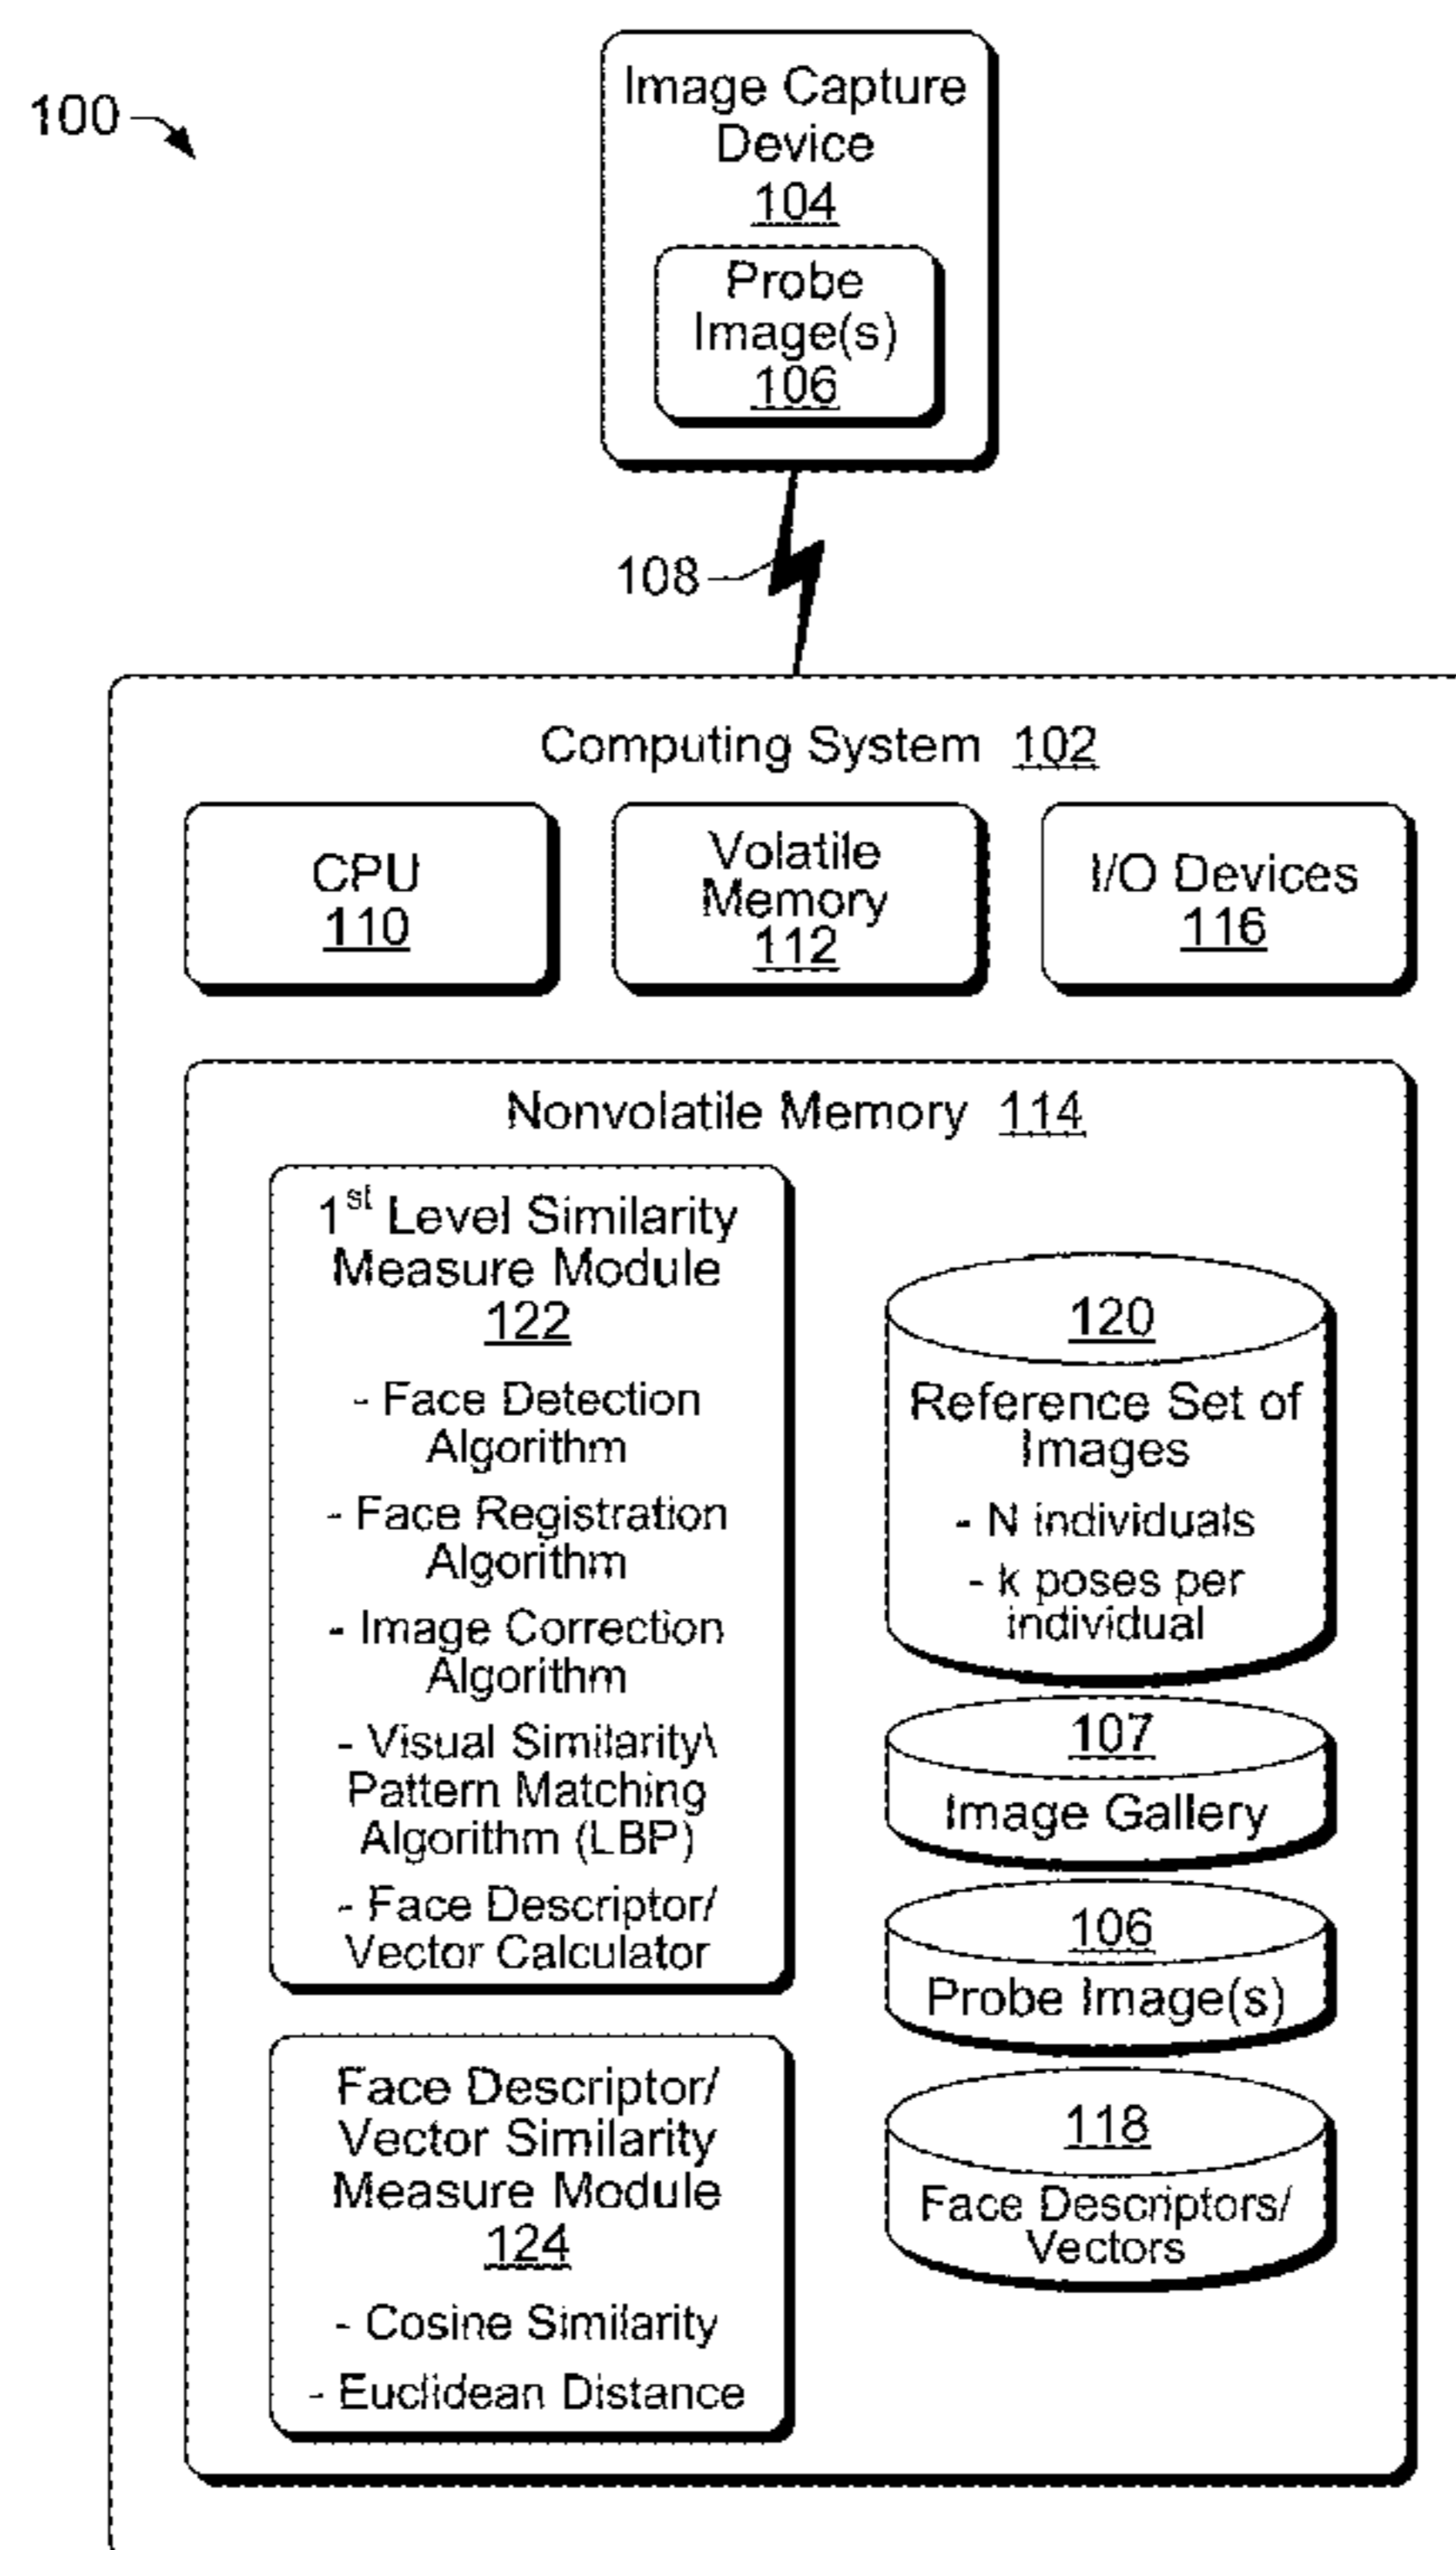 100
Image Capture
Device
104
Probe
Image(s)
106
108
Computing System 102
CPU
110
Volatile
Memory
112
I/O Devices
116
Nonvolatile Memory 114
1st Level Similarity
Measure Module
122
- Face Detection
Algorithm
- Face Registration
Algorithm
- Image Correction
Algorithm
- Visual Similarity\
Pattern Matching
Algorithm (LBP)
- Face Descriptor/
Vector Calculator
Face Descriptor/
Vector Similarity
Measure Module
124
- Cosine Similarity
- Euclidean Distance
120
Reference Set of
Images
- N individuals
- k poses per
individual
107
Image Gallery
106
Probe Image(s)
118
Face Descriptors/
Vectors